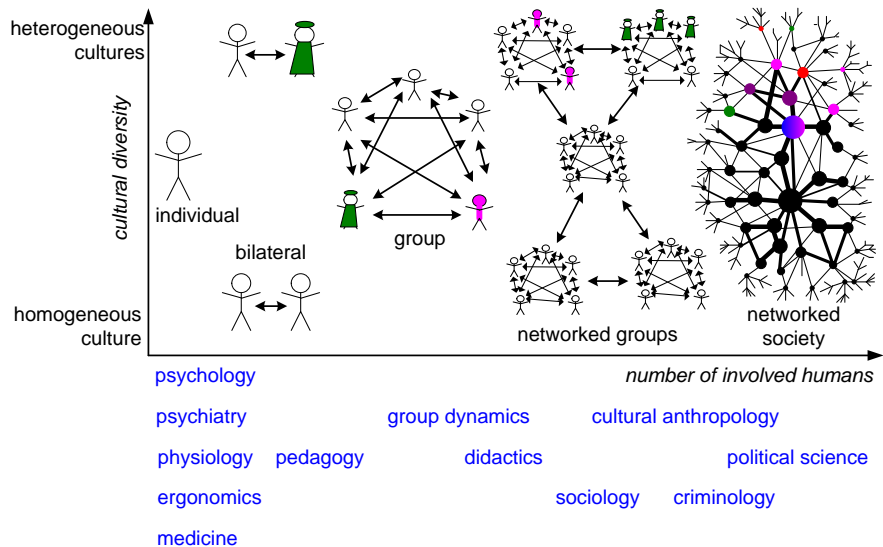 heterogeneous
cultures
cultural diversity
individual
bilateral
group
homogeneous
culture
networked groups
networked
society
number of involved humans
psychology
psychiatry
group dynamics
cultural anthropology
physiology
pedagogy
didactics
political science
ergonomics
sociology
criminology
medicine